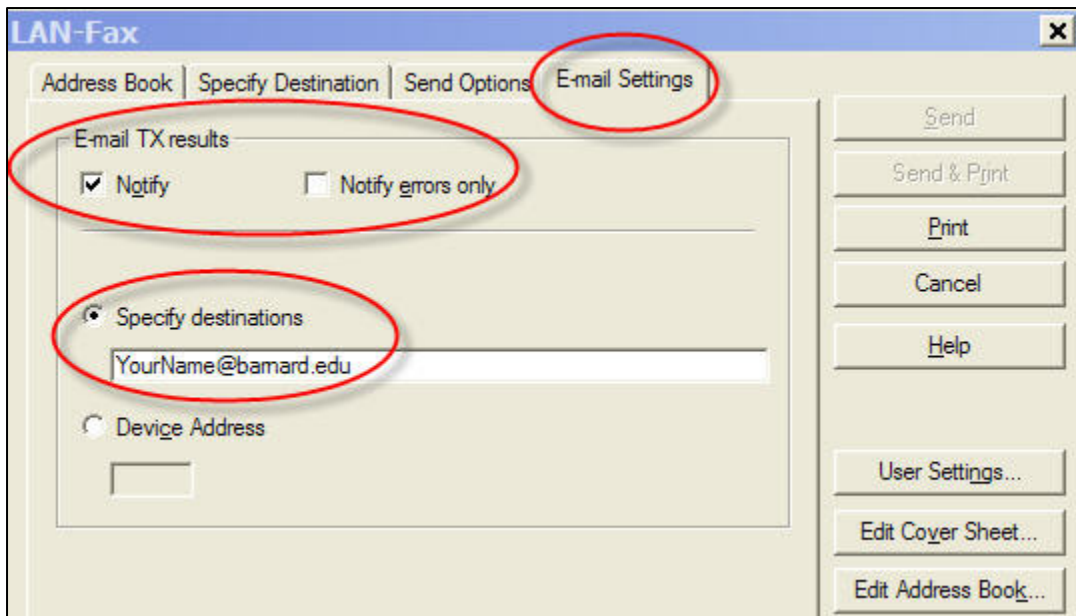 LAN-Fax
Address Book Specify Destination Send Options E-mail Settings
E-mail TX results
Notify Notify errors only
Specify destinations
YourName@barnard.edu
Device Address
Send
Send & Print
Print
Cancel
Help
User Settings...
Edit Cover Sheet...
Edit Address Book...